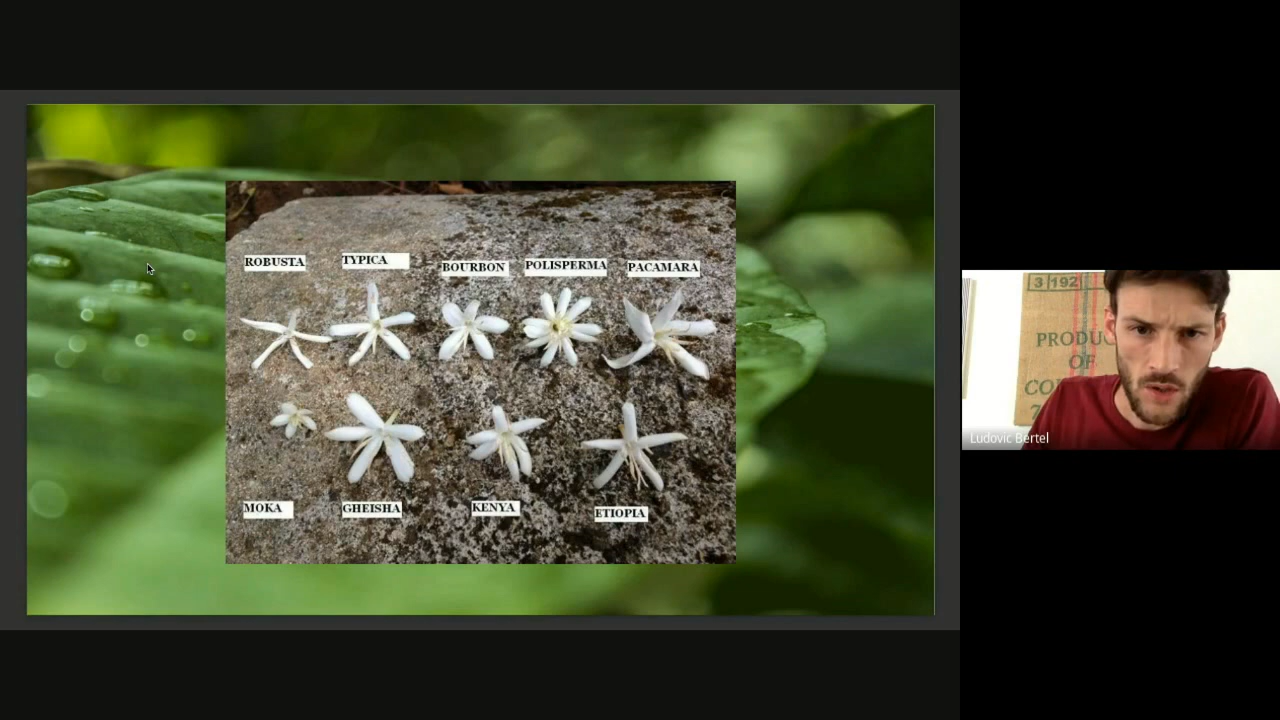 ROBUSTA
TYPICA
BOURBON
POLISPERMA
PACAMARA
MOKA
GHEISHA
KENYA
ETIOPIA
3 192
PRODUC
OF
CO
Ludovic Bertel